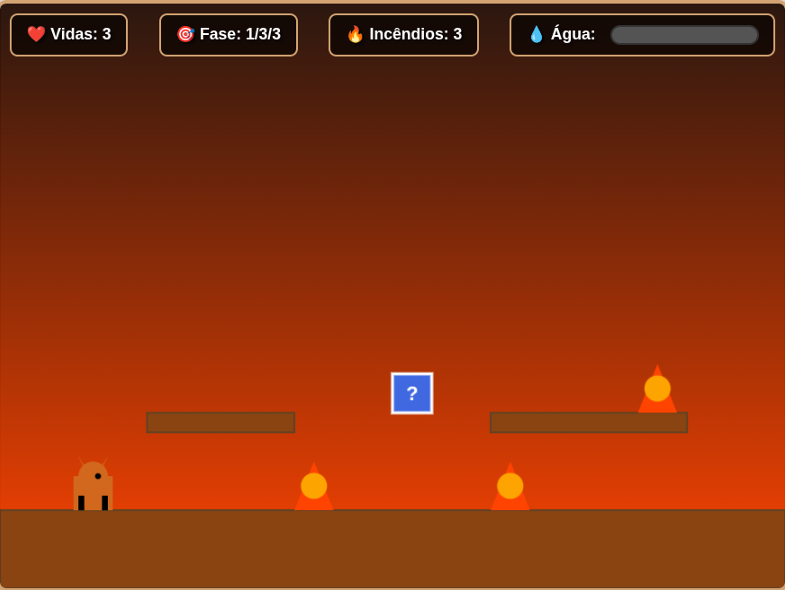 ❤️ Vidas: 3
🎯 Fase: 1/3/3
🔥 Incêndios: 3
💧 Água:
?